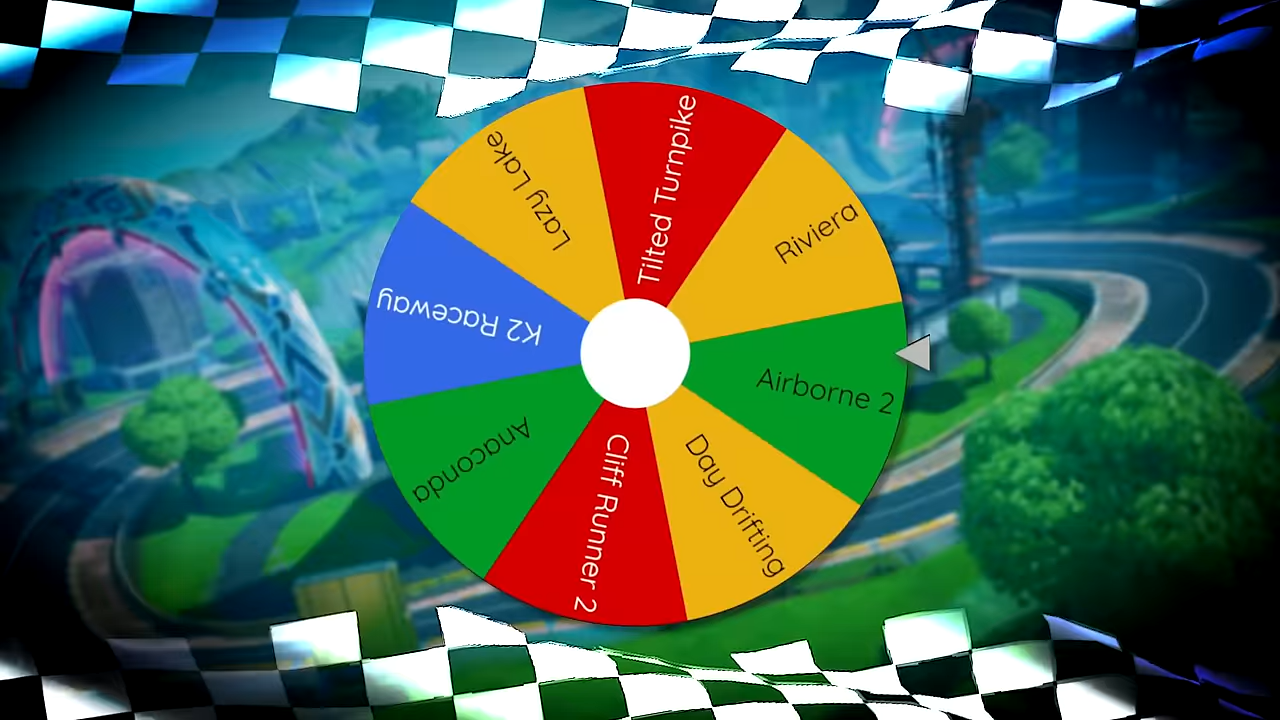 Tilted Turnpike
Riviera
Airborne 2
Day Drifting
Cliff Runner 2
Anaconda
K2 Raceway
Lazy Lake